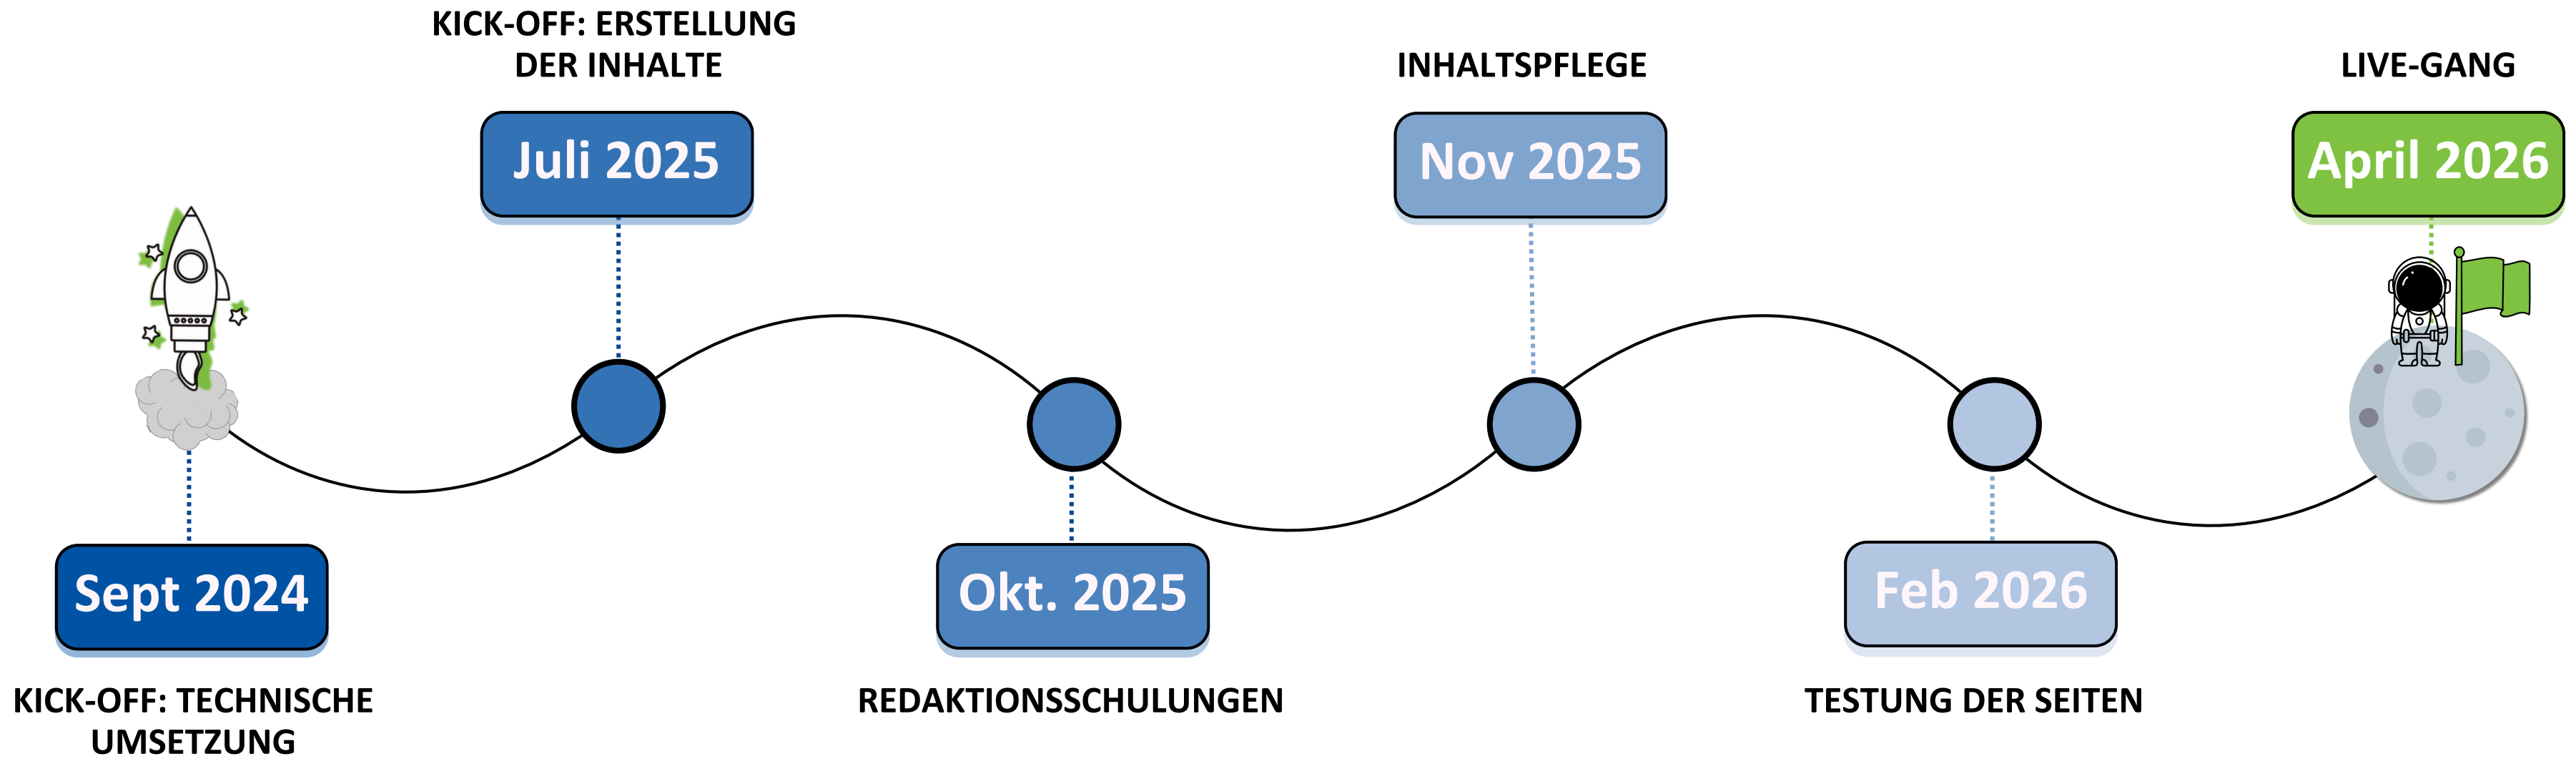 KICK-OFF: ERSTELLUNG
DER INHALTE
Juli 2025
INHALTSPFLEGE
Nov 2025
LIVE-GANG
April 2026
Sept 2024
KICK-OFF: TECHNISCHE
UMSETZUNG
Okt. 2025
REDAKTIONSSCHULUNGEN
Feb 2026
TESTUNG DER SEITEN